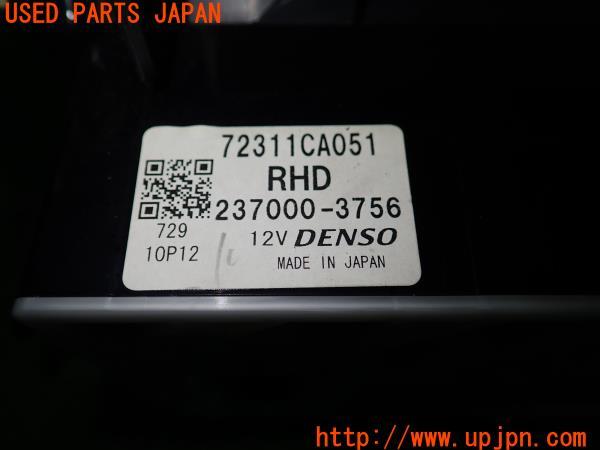 USED PARTS JAPAN
72311CA051
RHD
237000-3756
729
10P12
12V DENSO
MADE IN JAPAN
http://www.upjpn.com